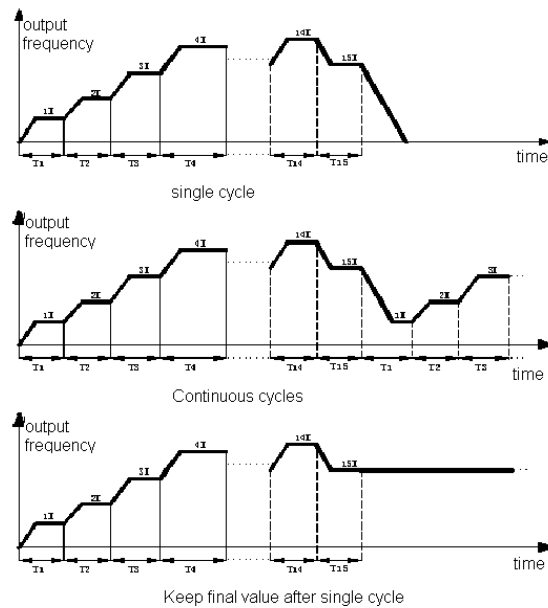 output
frequency
1X 2X 3X 4X 14X 15X
T1 T2 T3 T4 T14 T15
time
single cycle
output
frequency
1X 2X 3X 4X 14X 15X 1X 2X 3X
T1 T2 T3 T4 T14 T15 T1 T2 T3
time
Continuous cycles
output
frequency
1X 2X 3X 4X 14X 15X
T1 T2 T3 T4 T14 T15
time
Keep final value after single cycle